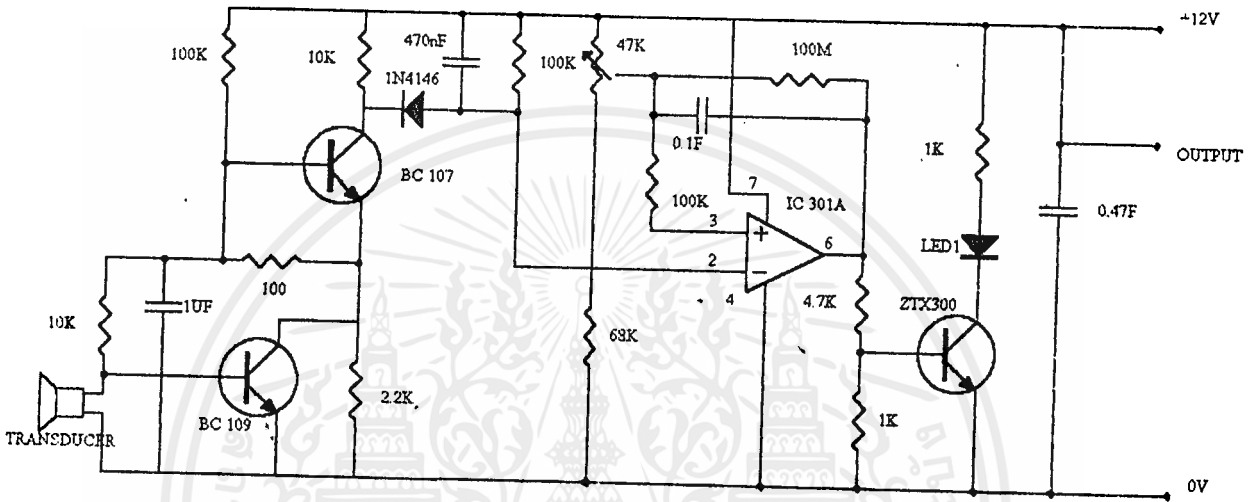 +12V
100K
10K
470nF
1N4146
100K
47K
100M
0.1F
1K
OUTPUT
BC 107
7
IC 301A
100K
3
6
0.47F
LED1
2
100
4
4.7K
ZTX300
1UF
10K
68K
2.2K
1K
BC 109
TRANSDUCER
0V